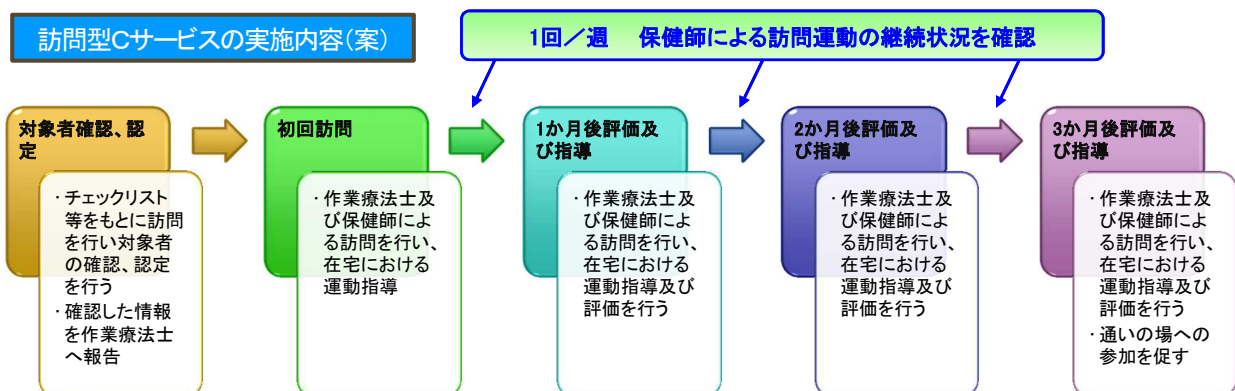 訪問型Cサービスの実施内容(案)
1回／週　保健師による訪問運動の継続状況を確認
対象者確認、認
定
・チェックリスト
等をもとに訪問
を行い対象者
の確認、認定
を行う
・確認した情報
を作業療法士
へ報告
初回訪問
・作業療法士及
び保健師によ
る訪問を行い、
在宅における
運動指導
1か月後評価及
び指導
・作業療法士及
び保健師によ
る訪問を行い、
在宅における
運動指導及び
評価を行う
2か月後評価及
び指導
・作業療法士及
び保健師によ
る訪問を行い、
在宅における
運動指導及び
評価を行う
3か月後評価及
び指導
・作業療法士及
び保健師によ
る訪問を行い、
在宅における
運動指導及び
評価を行う
・通いの場への
参加を促す